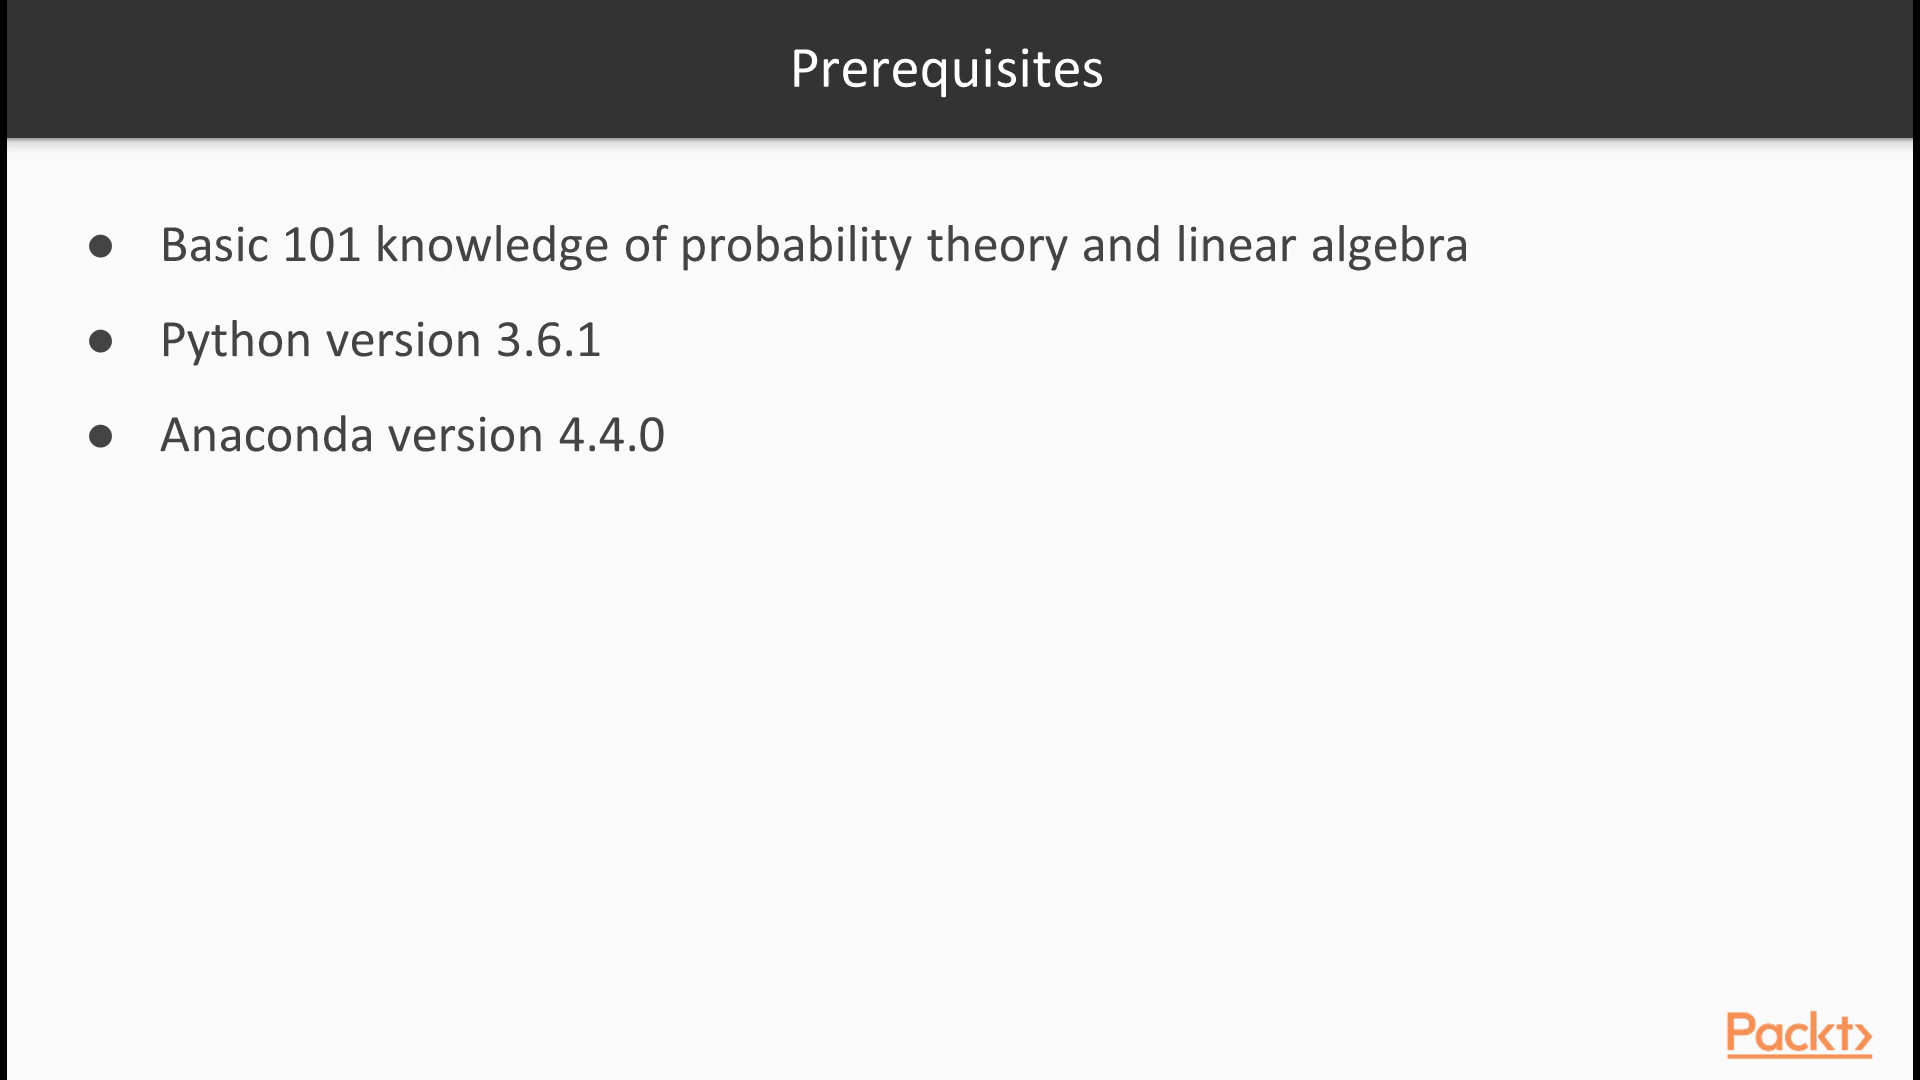 Prerequisites
● Basic 101 knowledge of probability theory and linear algebra
● Python version 3.6.1
● Anaconda version 4.4.0
Packt>